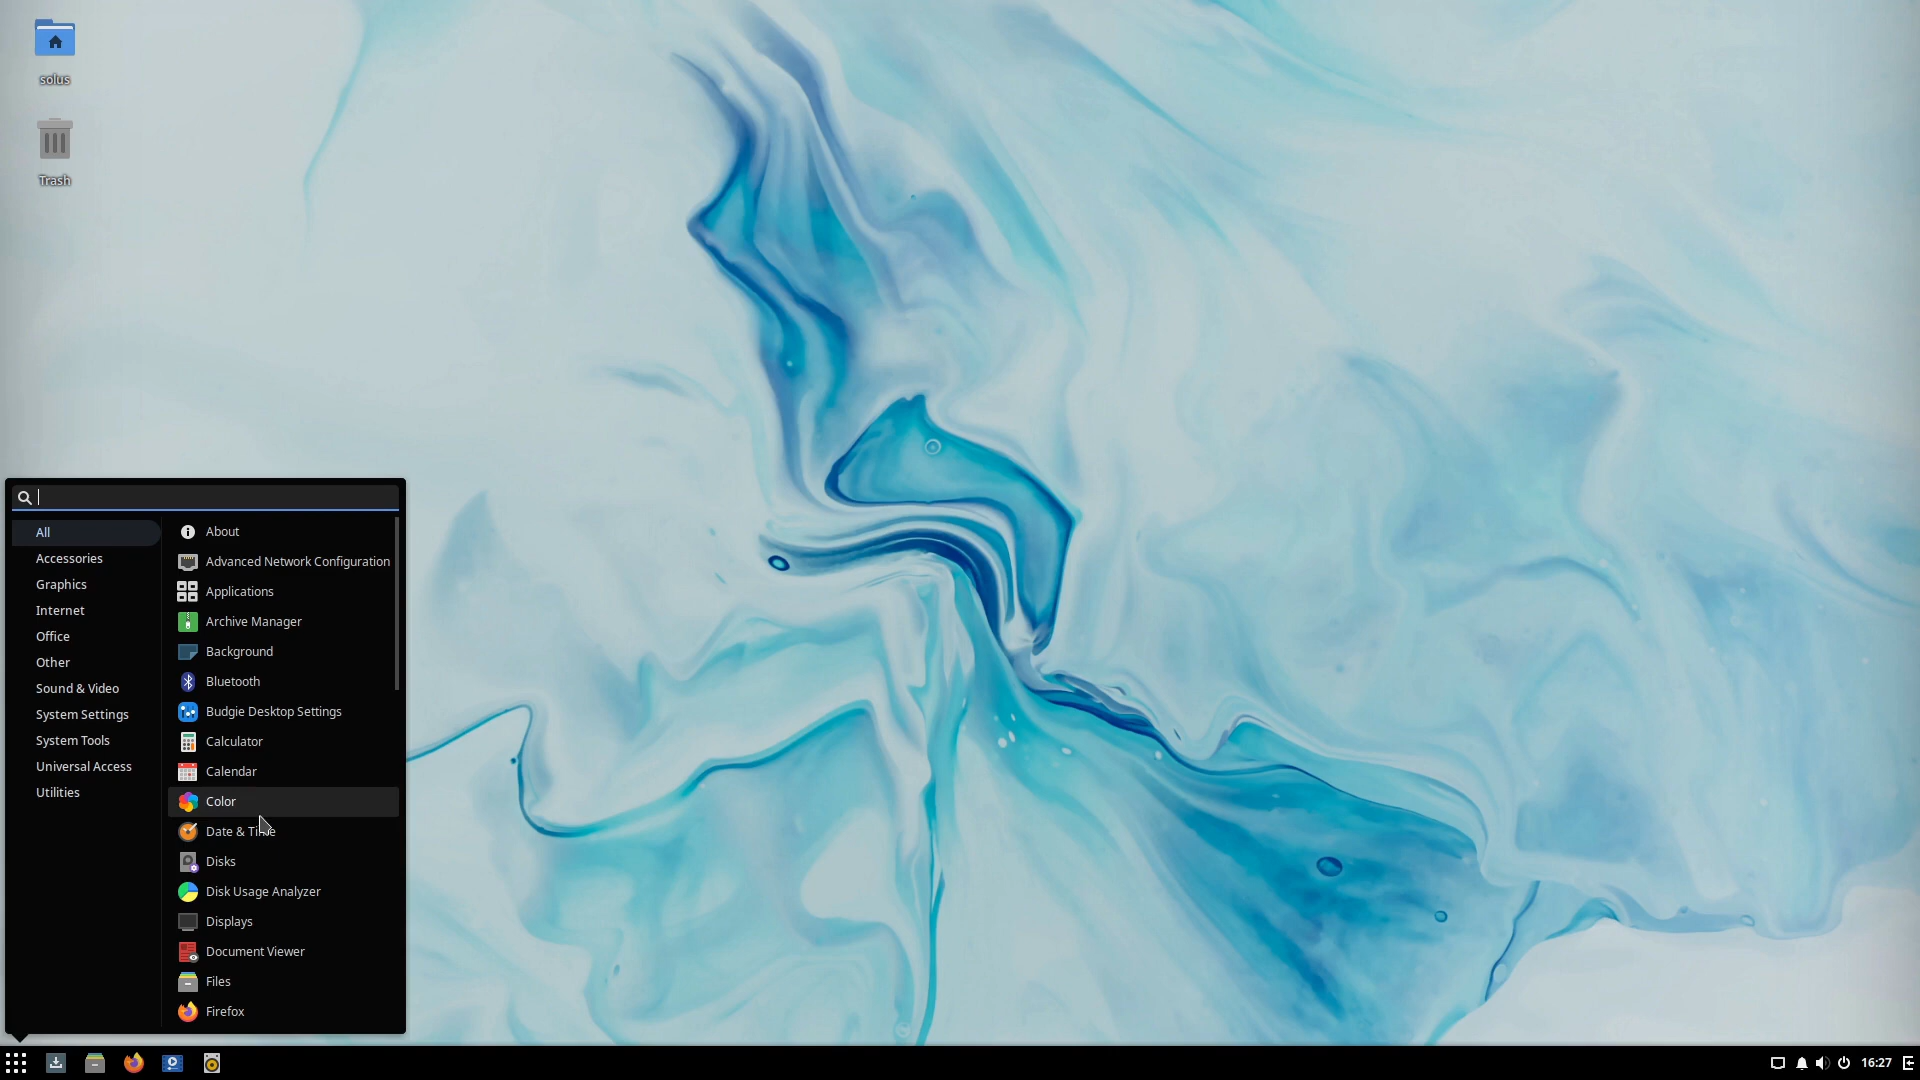 solus
Trash
All
Accessories
Graphics
Internet
Office
Other
Sound & Video
System Settings
System Tools
Universal Access
Utilities
About
Advanced Network Configuration
Applications
Archive Manager
Background
Bluetooth
Budgie Desktop Settings
Calculator
Calendar
Color
Date & Time
Disks
Disk Usage Analyzer
Displays
Document Viewer
Files
Firefox
16:27